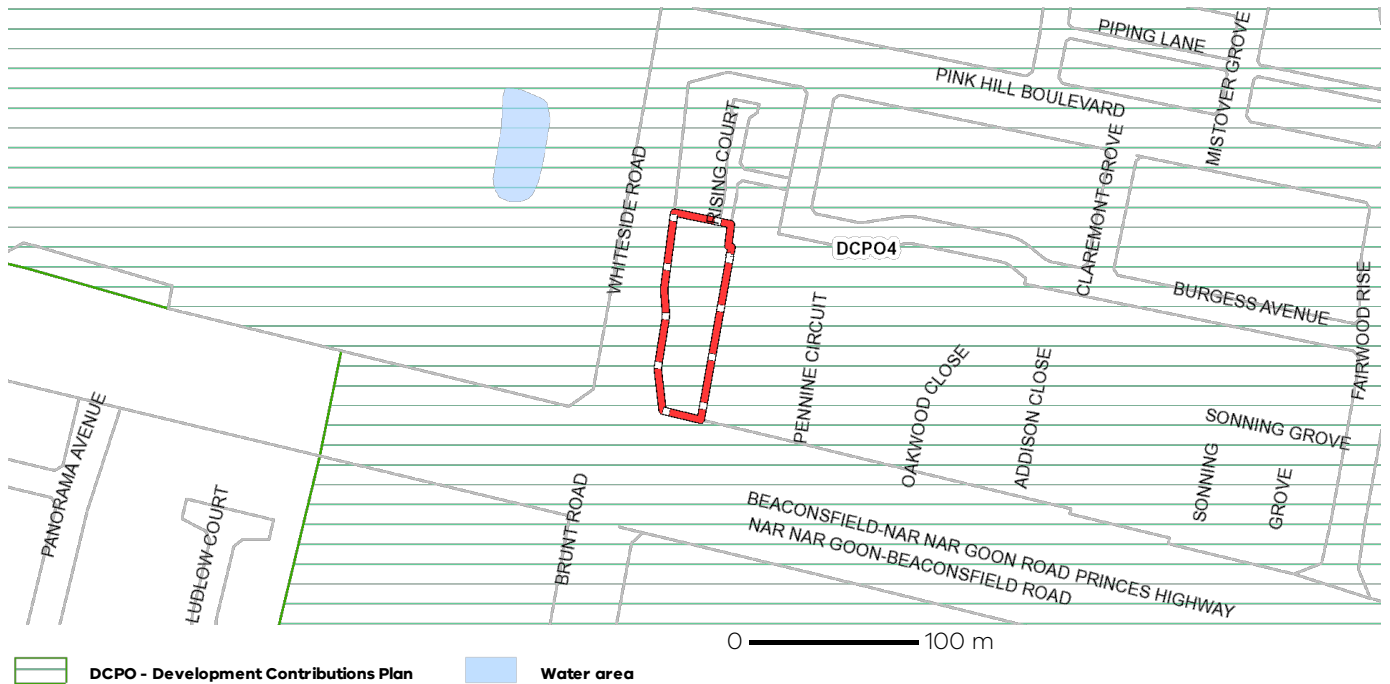 PIPING LANE
MISTOVER GROVE
PINK HILL BOULEVARD
RISING COURT
CLAREMONT GROVE
WHITESIDE ROAD
DCPO4
BURGESS AVENUE
FAIRWOOD RISE
PENNINE CIRCUIT
OAKWOOD CLOSE
ADDISON CLOSE
PANORAMA AVENUE
SONNING GROVE
SONNING
GROVE
LUDLOW COURT
BRUNT ROAD
BEACONSFIELD-NAR NAR GOON ROAD PRINCES HIGHWAY
NAR NAR GOON-BEACONSFIELD ROAD
0 100 m
DCPO - Development Contributions Plan
Water area